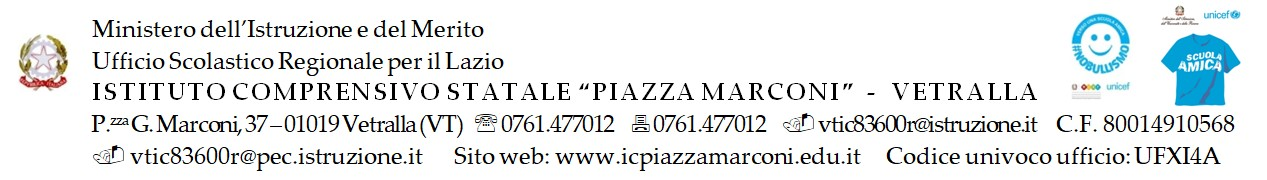 Ministero dell'Istruzione e del Merito
Ufficio Scolastico Regionale per il Lazio
ISTITUTO COMPRENSIVO STATALE "PIAZZA MARCONI" - VETRALLA
P.zza G. Marconi, 37 – 01019 Vetralla (VT) ☎ 0761.477012 0761.477012 vtic83600r@istruzione.it C.F. 80014910568
vtic83600r@pec.istruzione.it Sito web: www.icpiazzamarconi.edu.it Codice univoco ufficio: UFXI4A
#NOBULLISMO
unicef
unicef
SCUOLA
AMICA